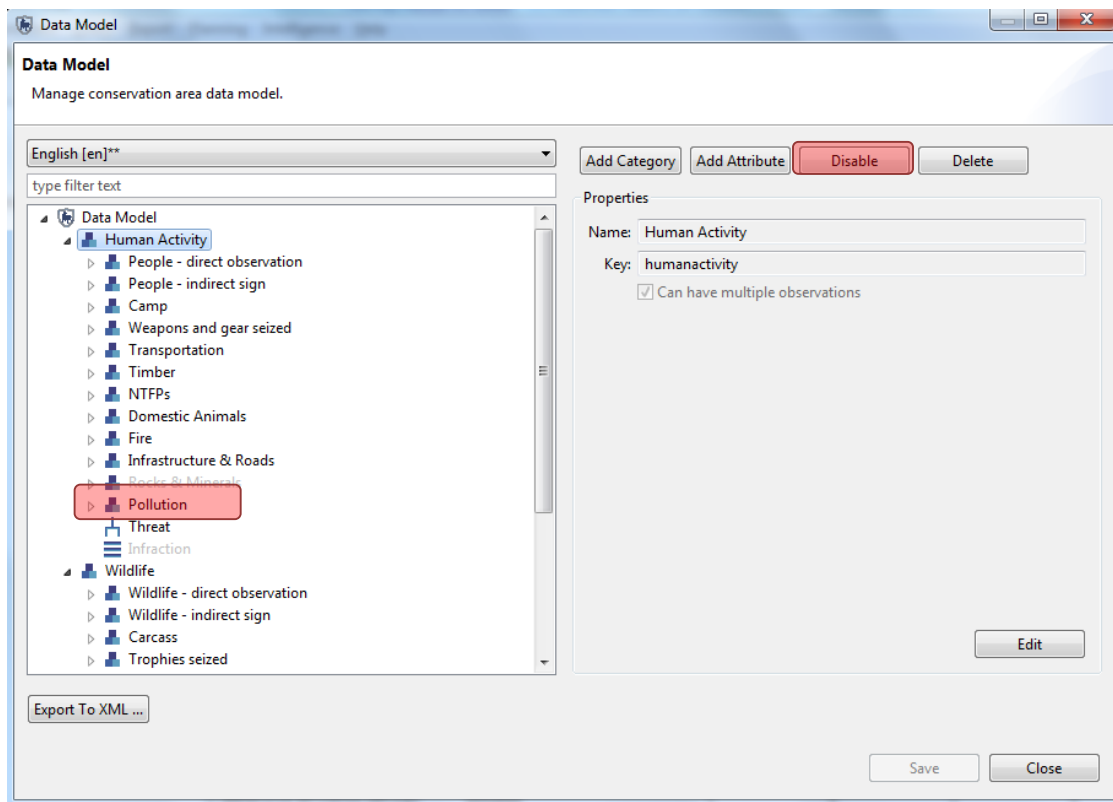 Data Model
Data Model
Manage conservation area data model.
English [en]**
Add Category
Add Attribute
Disable
Delete
type filter text
Properties
Data Model
Name: Human Activity
Human Activity
Key: humanactivity
People - direct observation
People - indirect sign
Can have multiple observations
Camp
Weapons and gear seized
Transportation
Timber
NTFPs
Domestic Animals
Fire
Infrastructure & Roads
Rocks & Minerals
Pollution
Threat
Infraction
Wildlife
Wildlife - direct observation
Wildlife - indirect sign
Carcass
Trophies seized
Edit
Export To XML ...
Save
Close